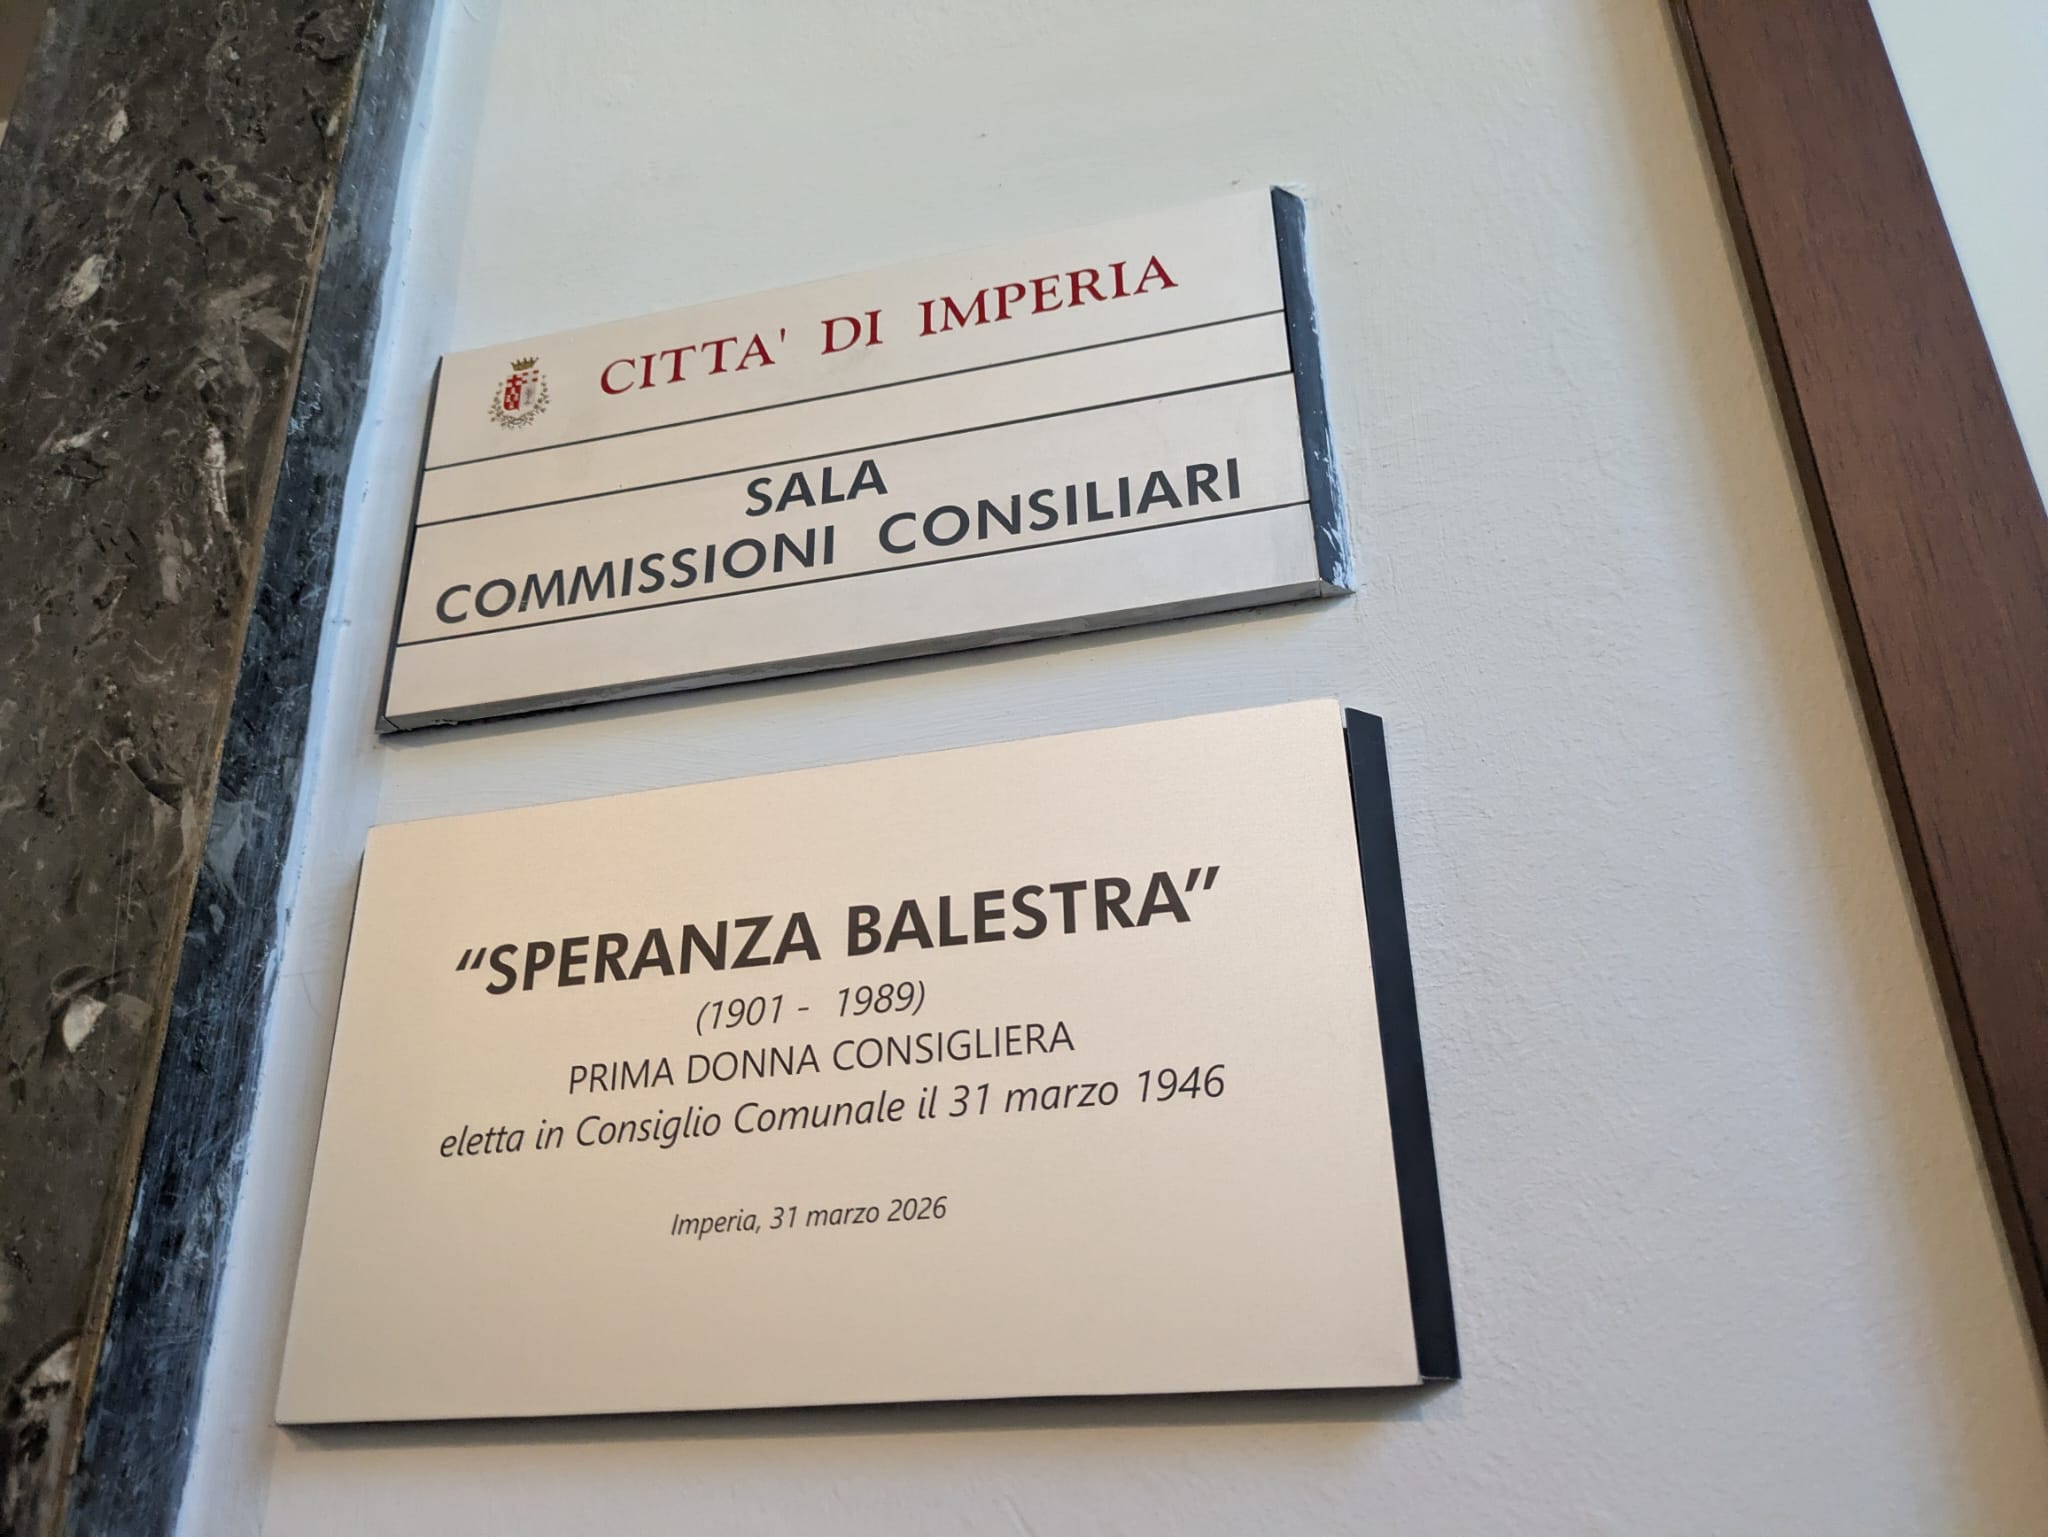 CITTA' DI IMPERIA
SALA
COMMISSIONI CONSILIARI
“SPERANZA BALESTRA”
(1901 - 1989)
PRIMA DONNA CONSIGLIERA
eletta in Consiglio Comunale il 31 marzo 1946
Imperia, 31 marzo 2026